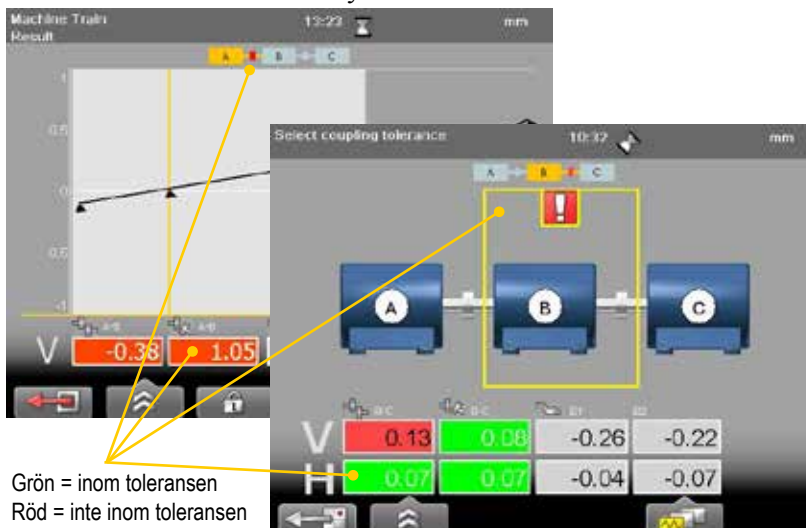 Machine Train
Result
13:23
mm
A B C
1
0.5
0
0.5
-1
V -0.38 1.05
Select coupling tolerance
10:32
mm
A B C
!
A B C
B-C B-C
V 0.13 0.08 -0.26 -0.22
H 0.07 0.07 -0.04 -0.07
Grön = inom toleransen
Röd = inte inom toleransen